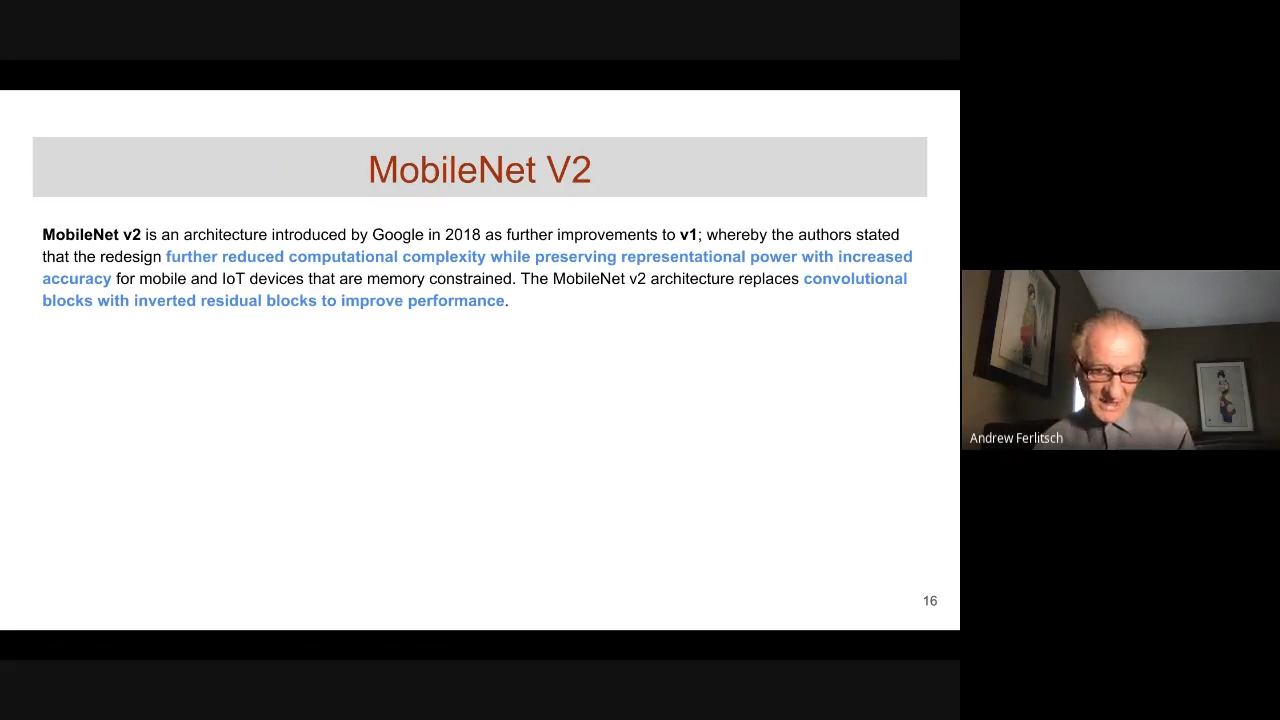 MobileNet V2
MobileNet v2 is an architecture introduced by Google in 2018 as further improvements to v1; whereby the authors stated
that the redesign further reduced computational complexity while preserving representational power with increased
accuracy for mobile and IoT devices that are memory constrained. The MobileNet v2 architecture replaces convolutional
blocks with inverted residual blocks to improve performance.
16
Andrew Ferlitsch